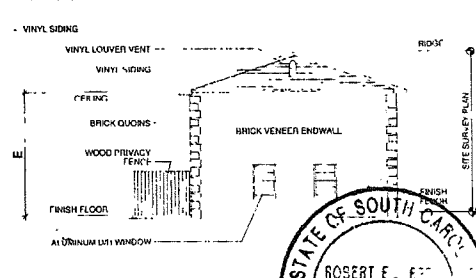 VINYL SIDING
VINYL LOUVER VENT
RIDGE
VINYL SIDING
CEILING
BRICK QUOINS
BRICK VENEER ENDWALL
WOOD PRIVACY
FENCE
E
SITE SURVEY PLAN
FINISH
FLOOR
FINISH FLOOR
ALUMINUM WINDOW
STATE OF SOUTH CARO
ROBERT E.